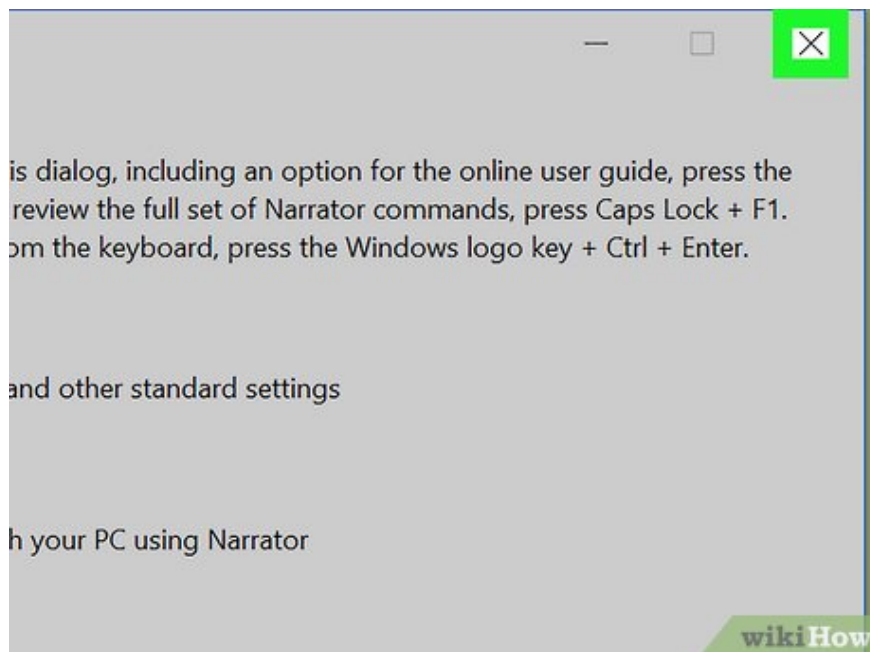 is dialog, including an option for the online user guide, press the
review the full set of Narrator commands, press Caps Lock + F1.
om the keyboard, press the Windows logo key + Ctrl + Enter.
and other standard settings
h your PC using Narrator
wikiHow